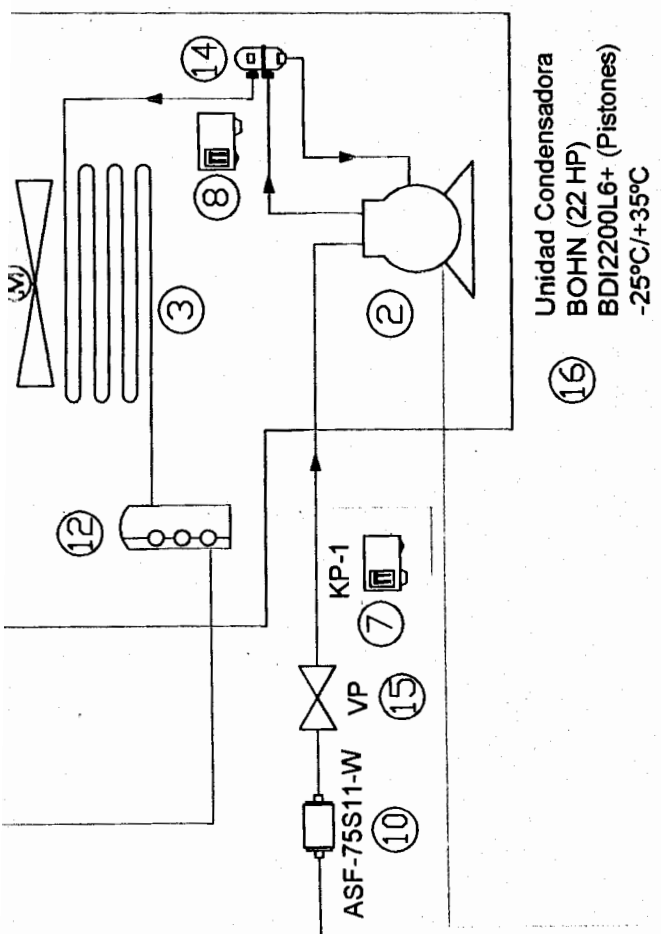 14
8
3
2
12
KP-1
7
VP
15
ASF-75S11-W
10
16
Unidad Condensadora
BOHN (22 HP)
BDI2200L6+ (Pistones)
-25ºC/+35ºC